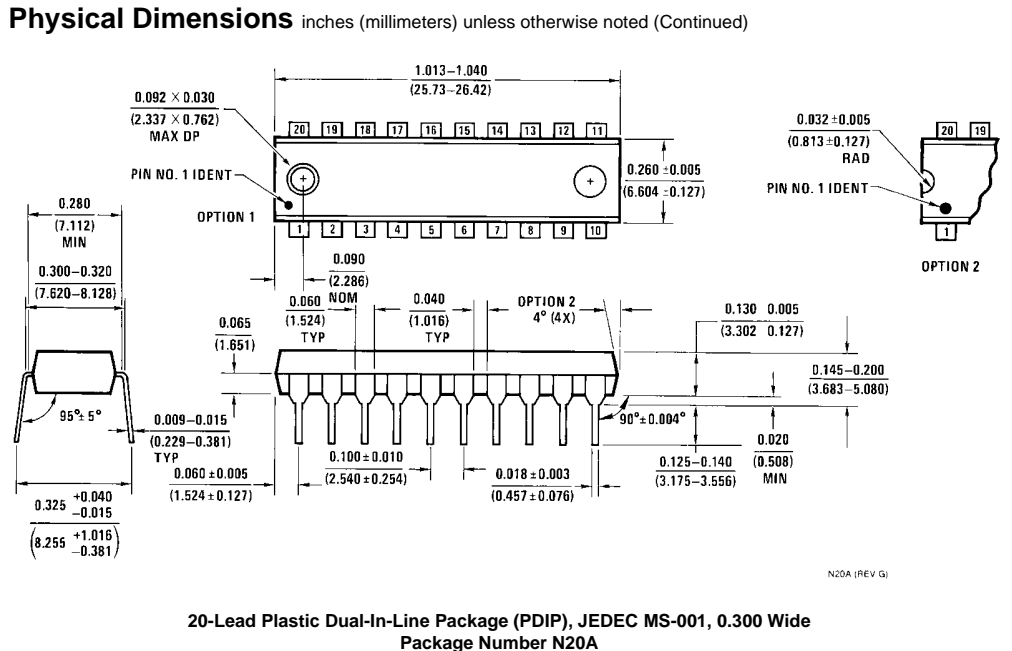 Physical Dimensions inches (millimeters) unless otherwise noted (Continued)
1.013–1.040
(25.73–26.42)
0.092 × 0.030
(2.337 × 0.762)
MAX DP
20 19 18 17 16 15 14 13 12 11
PIN NO. 1 IDENT
OPTION 1
1 2 3 4 5 6 7 8 9 10
0.260 ±0.005
(6.604 ±0.127)
0.032 ±0.005
(0.813 ±0.127)
RAD
20 19
PIN NO. 1 IDENT
1
OPTION 2
0.280
(7.112)
MIN
0.300–0.320
(7.620–8.128)
0.090
(2.286)
NOM
0.060
(1.524)
TYP
0.040
(1.016)
TYP
OPTION 2
4° (4X)
0.130 0.005
(3.302 0.127)
0.065
(1.651)
0.145–0.200
(3.683–5.080)
95°± 5°
0.009–0.015
(0.229–0.381)
TYP
90°±0.004°
0.020
(0.508)
MIN
0.125–0.140
(3.175–3.556)
0.100 ±0.010
(2.540 ±0.254)
0.018 ±0.003
(0.457 ±0.076)
0.060 ±0.005
(1.524 ±0.127)
0.325 +0.040
–0.015
(8.255 +1.016
–0.381)
N20A (REV G)
20-Lead Plastic Dual-In-Line Package (PDIP), JEDEC MS-001, 0.300 Wide
Package Number N20A